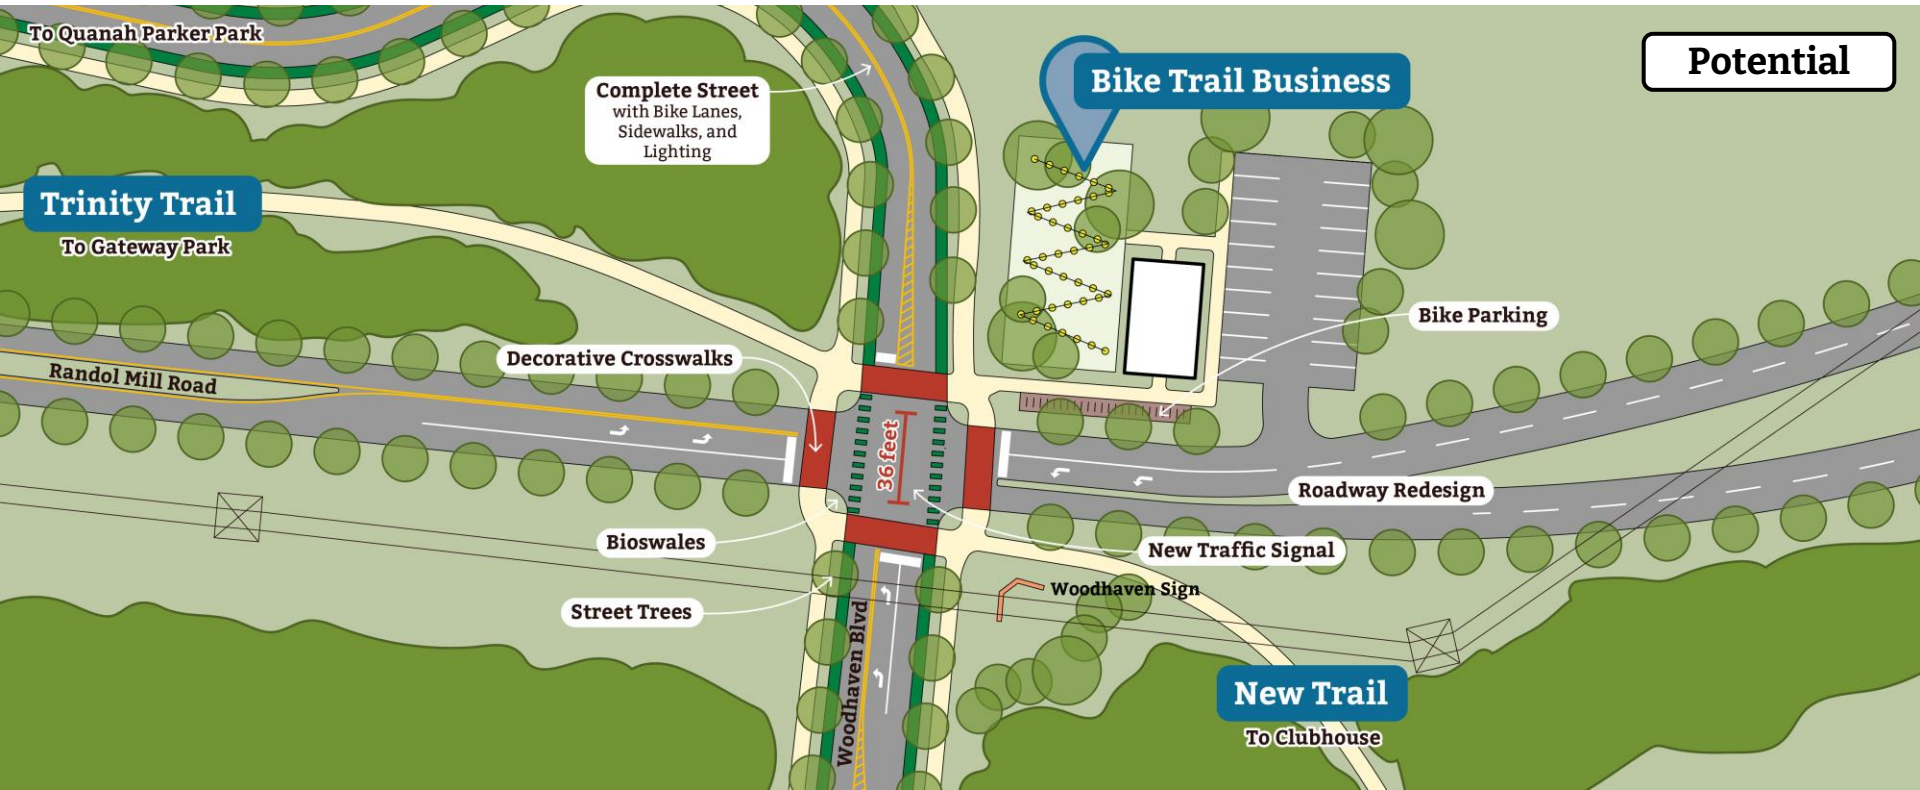 To Quanah Parker Park
Potential
Bike Trail Business
Complete Street
with Bike Lanes,
Sidewalks, and
Lighting
Trinity Trail
To Gateway Park
Bike Parking
Decorative Crosswalks
Randol Mill Road
36 feet
Roadway Redesign
Bioswales
New Traffic Signal
Woodhaven Sign
Street Trees
Woodhaven Blvd
New Trail
To Clubhouse